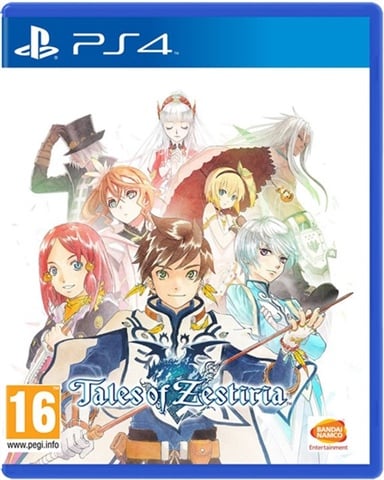 PS4
Tales of Zestiria
16
www.pegi.info
BANDAI
NAMCO
Entertainment